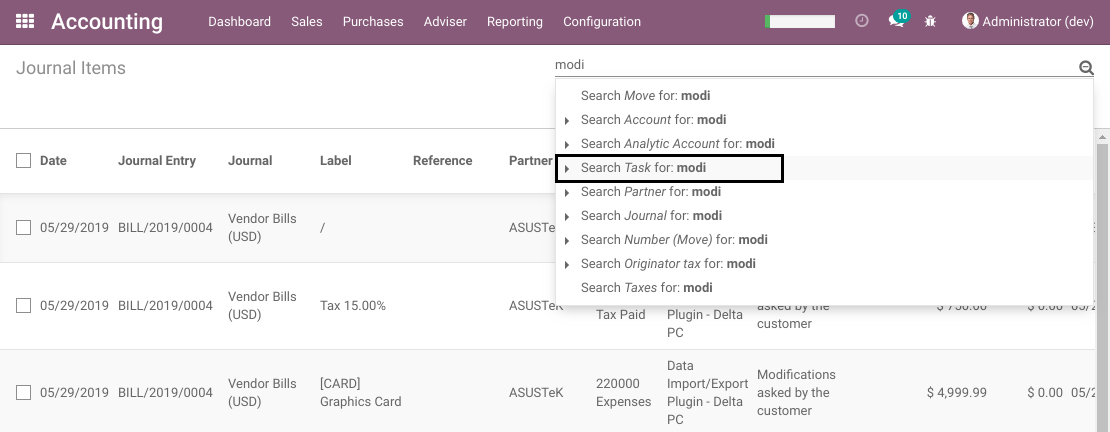 Accounting
Dashboard Sales Purchases Adviser Reporting Configuration
10
Administrator (dev)
Journal Items
modi
Search Move for: modi
Search Account for: modi
Search Analytic Account for: modi
Search Task for: modi
Search Partner for: modi
Search Journal for: modi
Search Number (Move) for: modi
Search Originator tax for: modi
Search Taxes for: modi
Date Journal Entry Journal Label Reference Partner
05/29/2019 BILL/2019/0004 Vendor Bills
(USD) / ASUSTe
05/29/2019 BILL/2019/0004 Vendor Bills
(USD) Tax 15.00% ASUSTeK
Tax Paid
Plugin - Delta
PC
asked by the
customer
$ 750.00 $ 0.00 05/
05/29/2019 BILL/2019/0004 Vendor Bills
(USD)
[CARD]
Graphics Card
ASUSTeK
220000
Expenses
Data
Import/Export
Plugin - Delta
PC
Modifications
asked by the
customer
$ 4,999.99 $ 0.00 05/2